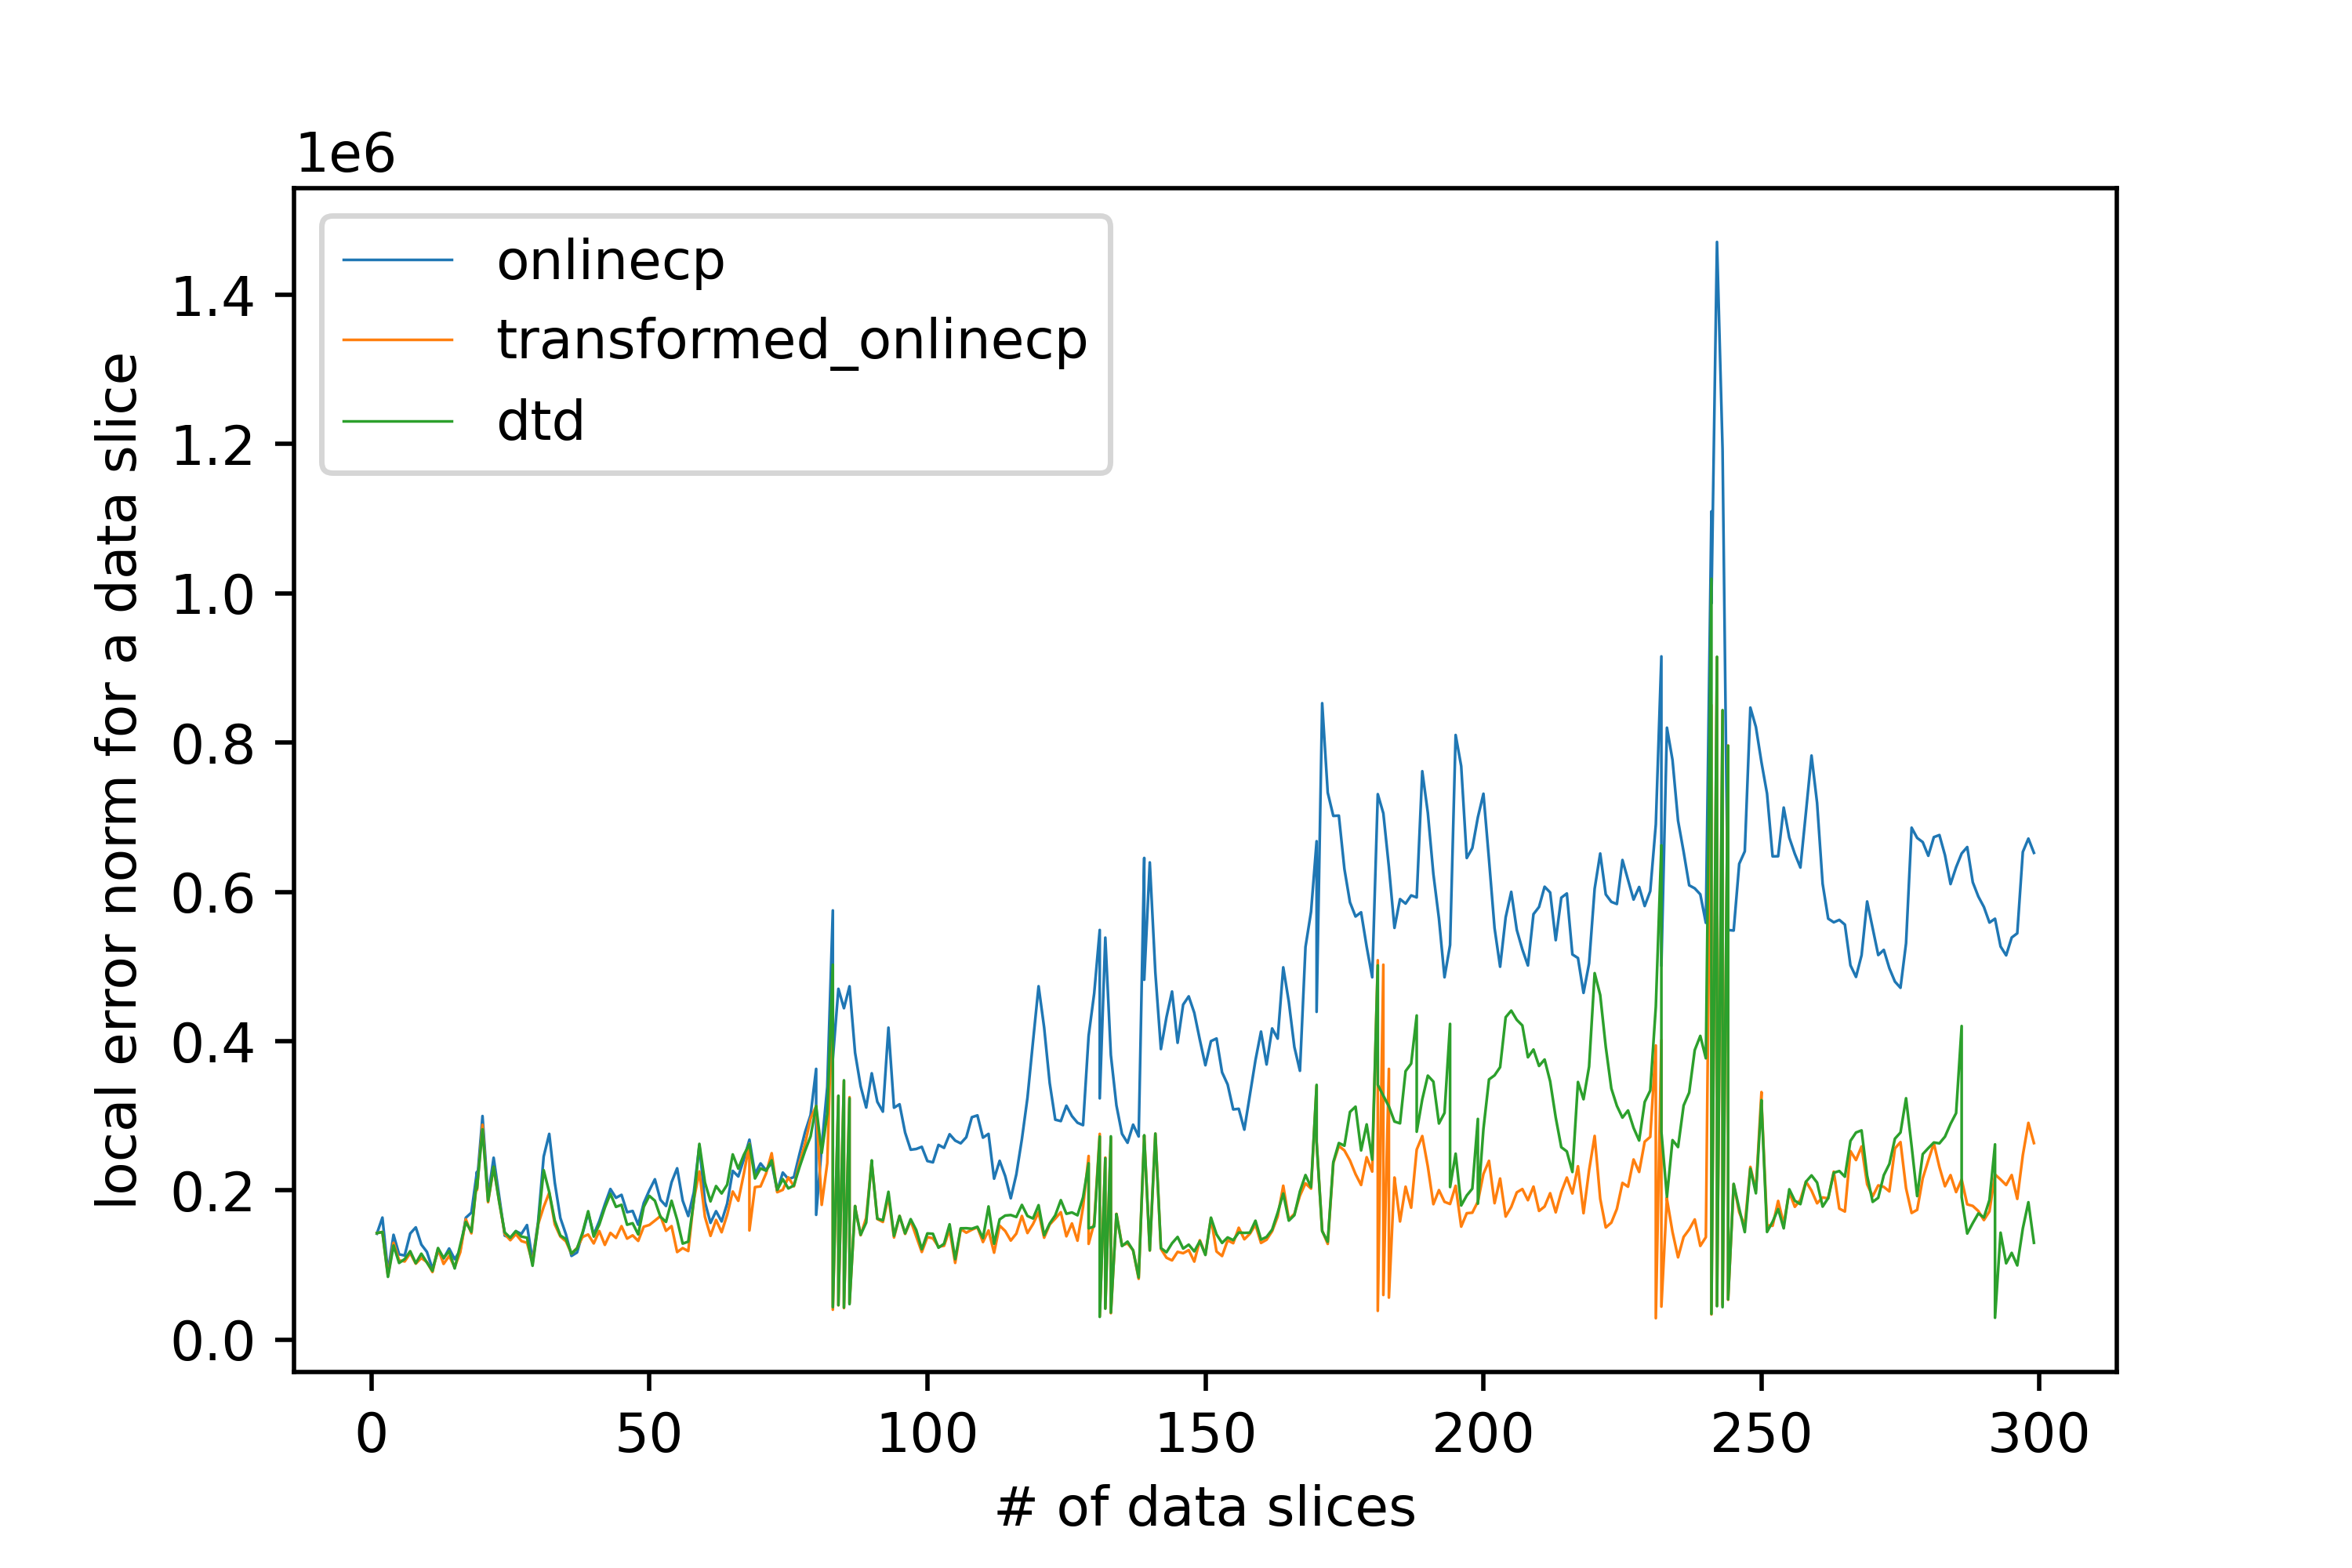 1e6
onlinecp
transformed_onlinecp
dtd
local error norm for a data slice
1.4
1.2
1.0
0.8
0.6
0.4
0.2
0.0
0 50 100 150 200 250 300
# of data slices